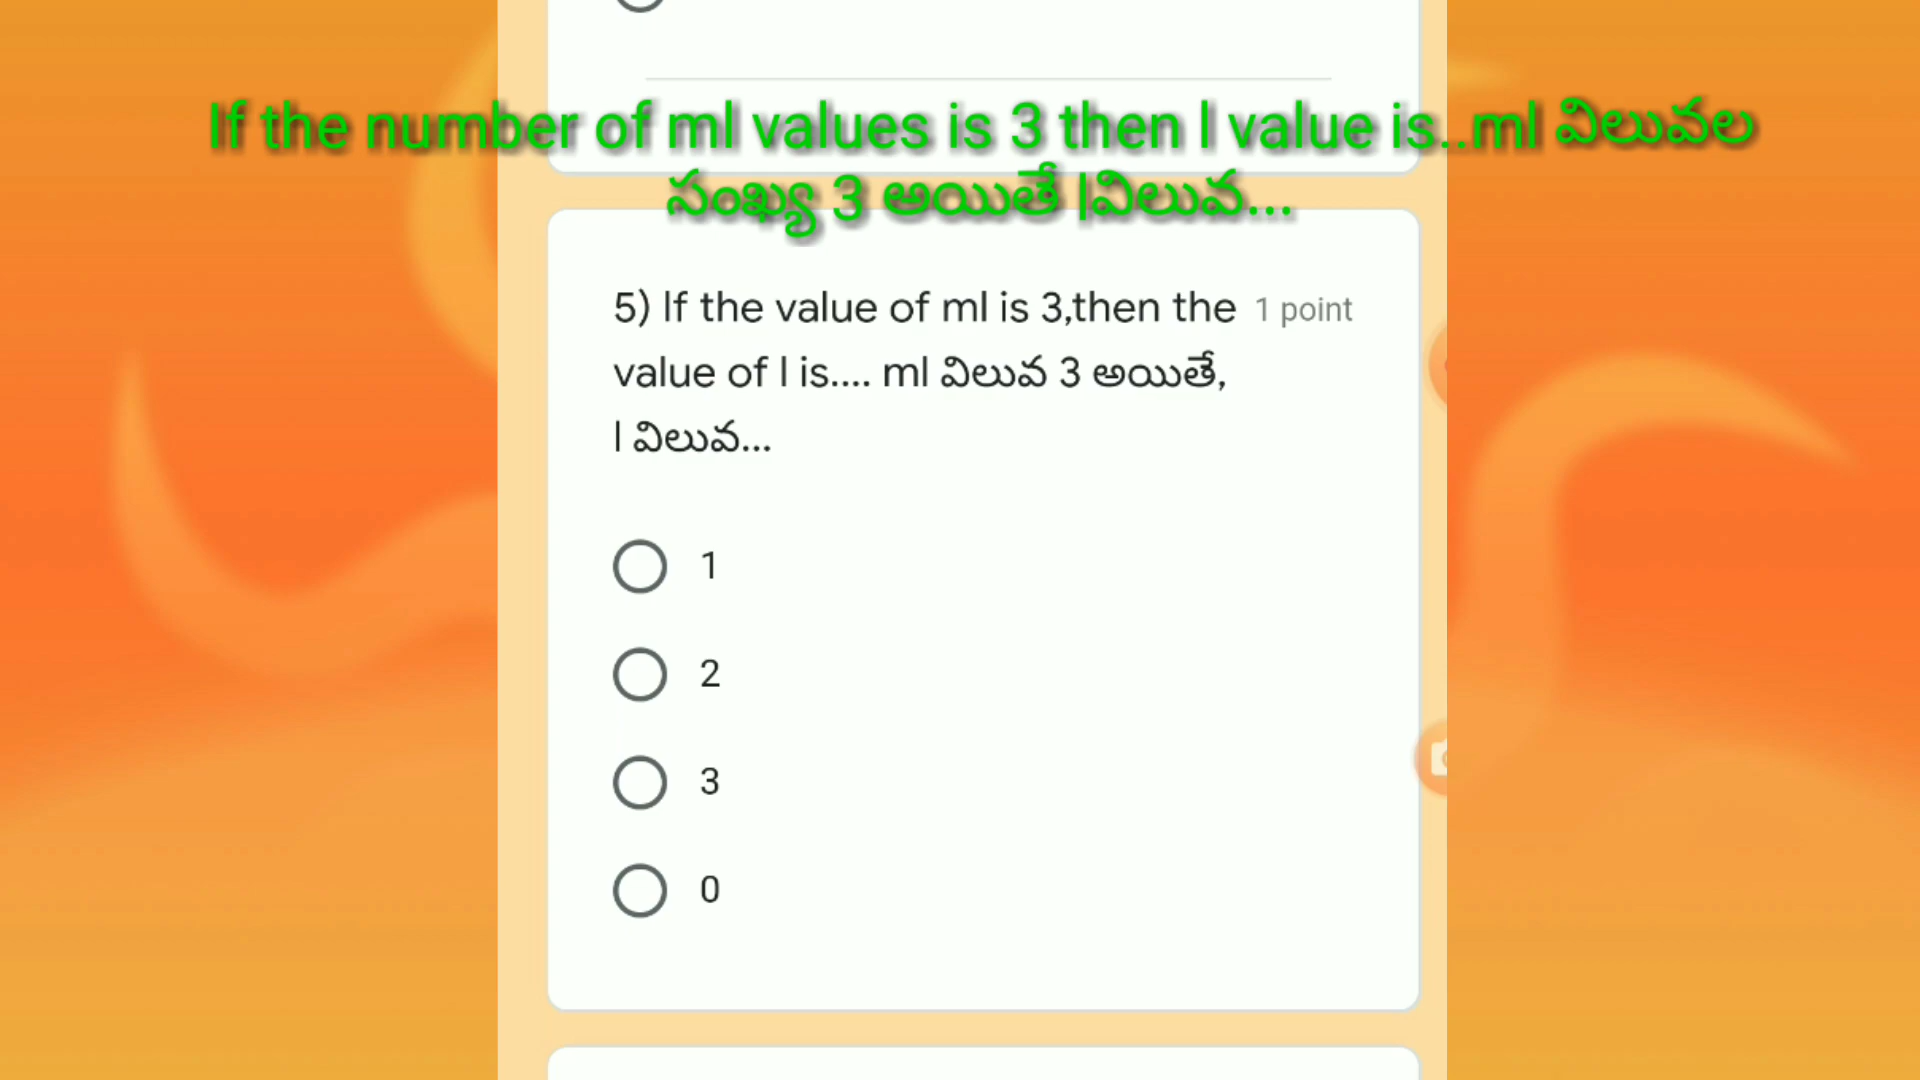 If the number of ml values is 3 then l value is..ml విలువల
సంఖ్య 3 అయితే lవిలువ...
5) If the value of ml is 3,then the 1 point
value of l is.... ml విలువ 3 అయితే,
l విలువ...
1
2
3
0